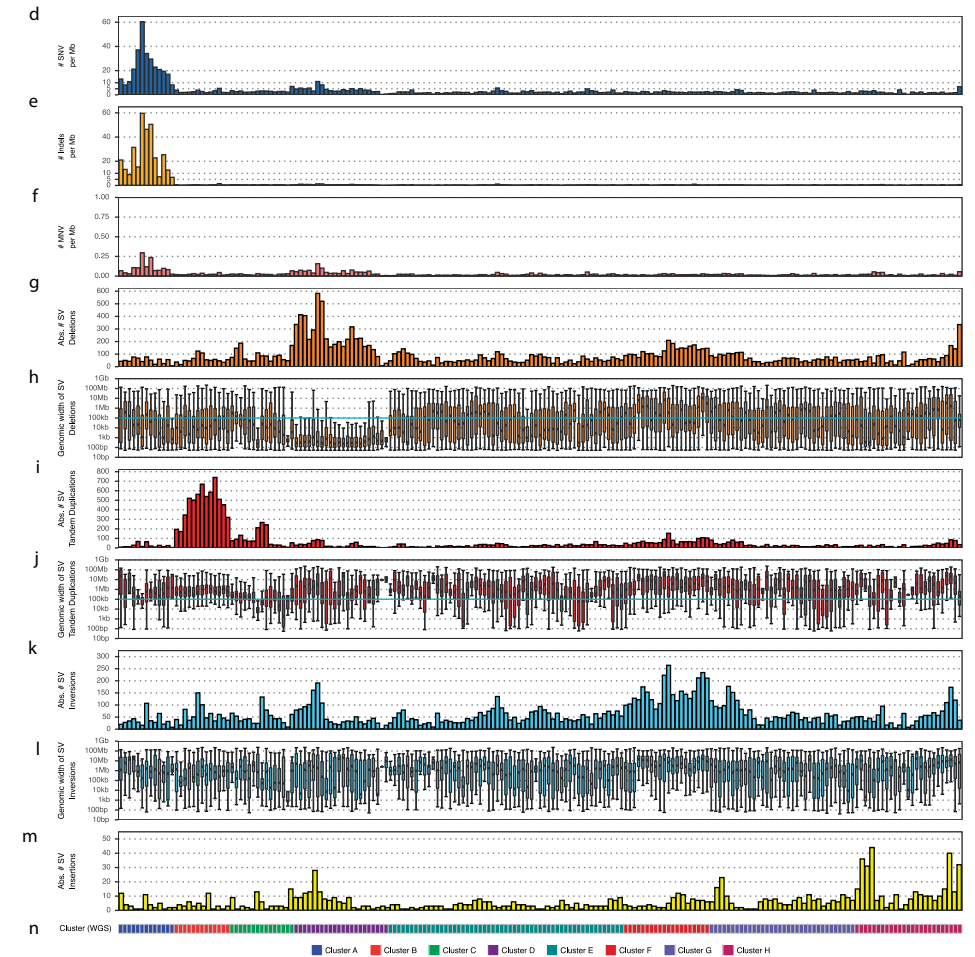 d
# SNV
per Mb
60
40
20
10
5
0
e
# Indels
per Mb
60
40
20
10
5
0
f
# MNV
per Mb
1.00
0.75
0.50
0.25
0.00
g
Abs. # SV
Deletions
600
500
400
300
200
100
0
h
Genomic width of SV
Deletions
1Gb
100Mb
10Mb
1Mb
100kb
10kb
1kb
100bp
10bp
i
Abs. # SV
Tandem Duplications
800
700
600
500
400
300
200
100
0
j
Genomic width of SV
Tandem Duplications
1Gb
100Mb
10Mb
1Mb
100kb
10kb
1kb
100bp
10bp
k
Abs. # SV
Inversions
300
250
200
150
100
50
0
l
Genomic width of SV
Inversions
1Gb
100Mb
10Mb
1Mb
100kb
10kb
1kb
100bp
10bp
m
Abs. # SV
Insertions
50
40
30
20
10
0
n
Cluster (WGS)
Cluster A Cluster B Cluster C Cluster D Cluster E Cluster F Cluster G Cluster H